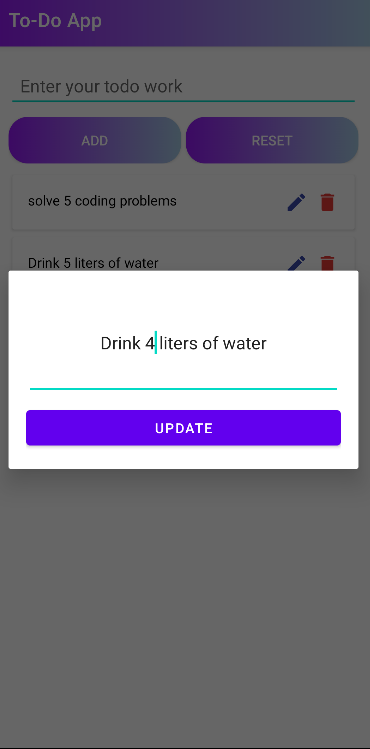 To-Do App
Enter your todo work
ADD
RESET
solve 5 coding problems
Drink 5 liters of water
Drink 4 liters of water
UPDATE